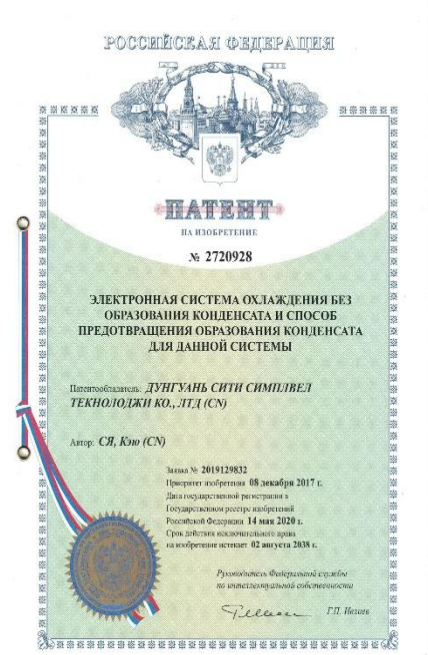 РОССИЙСКАЯ ФЕДЕРАЦИЯ
ПАТЕНТ
НА ИЗОБРЕТЕНИЕ
№ 2720928
ЭЛЕКТРОННАЯ СИСТЕМА ОХЛАЖДЕНИЯ БЕЗ
ОБРАЗОВАНИЯ КОНДЕНСАТА И СПОСОБ
ПРЕДОТВРАЩЕНИЯ ОБРАЗОВАНИЯ КОНДЕНСАТА
ДЛЯ ДАННОЙ СИСТЕМЫ
Патентообладатель: ДУНГУАНЬ СИТИ СИМПЛВЕЛ
ТЕКНОЛОДЖИ КО., ЛТД (CN)
Автор: СЯ, Кэю (CN)
Заявка № 2019129832
Приоритет изобретения 08 декабря 2017 г.
Дата государственной регистрации в
Государственном реестре изобретений
Российской Федерации 14 мая 2020 г.
Срок действия исключительного права
на изобретение истекает 02 августа 2038 г.
Руководитель Федеральной службы
по интеллектуальной собственности
Г.П. Ивлиев